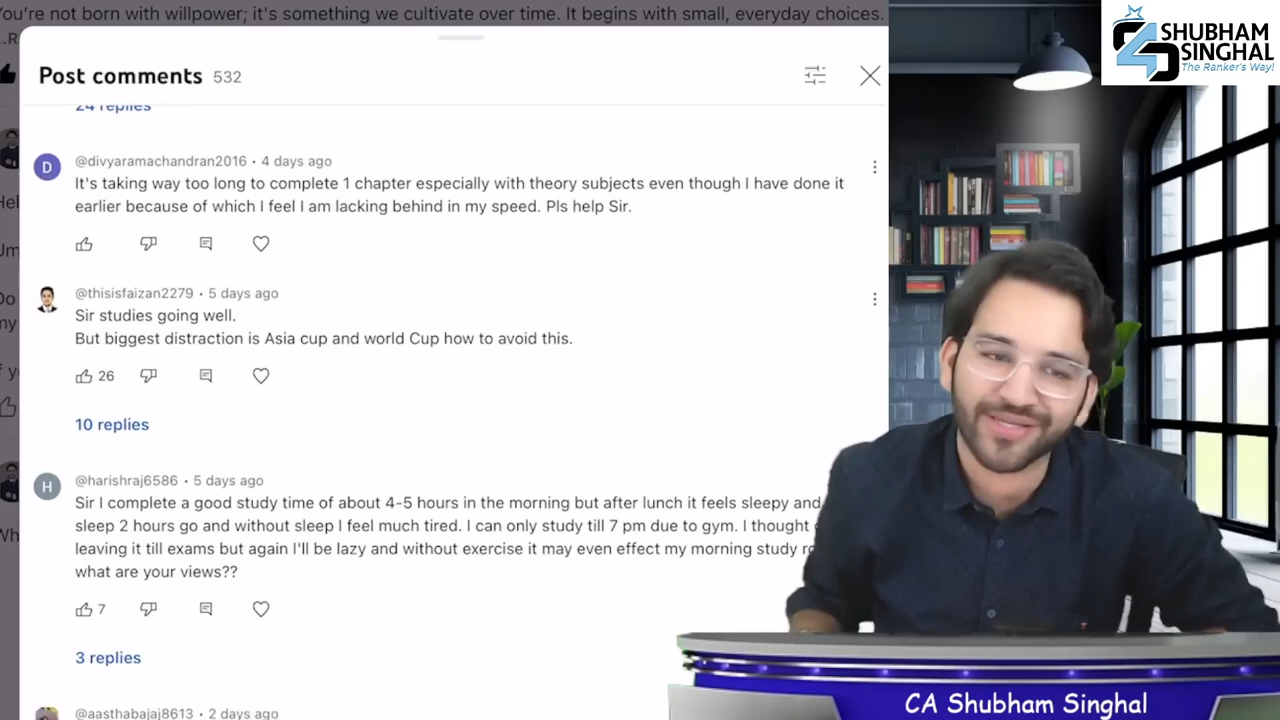 You're not born with willpower; it's something we cultivate over time. It begins with small, everyday choices.
SHUBHAM
SINGHAL
The Ranker's Way!
Post comments 532
24 replies
@divyaramachandran2016 • 4 days ago
It's taking way too long to complete 1 chapter especially with theory subjects even though I have done it
earlier because of which I feel I am lacking behind in my speed. Pls help Sir.
@thisisfaizan2279 • 5 days ago
Sir studies going well.
But biggest distraction is Asia cup and world Cup how to avoid this.
26
10 replies
H
@harishraj6586 • 5 days ago
Sir I complete a good study time of about 4-5 hours in the morning but after lunch it feels sleepy and
sleep 2 hours go and without sleep I feel much tired. I can only study till 7 pm due to gym. I thought
leaving it till exams but again I'll be lazy and without exercise it may even effect my morning study
what are your views??
7
3 replies
@aasthabajaj8613 • 2 days ago
D
CA Shubham Singhal